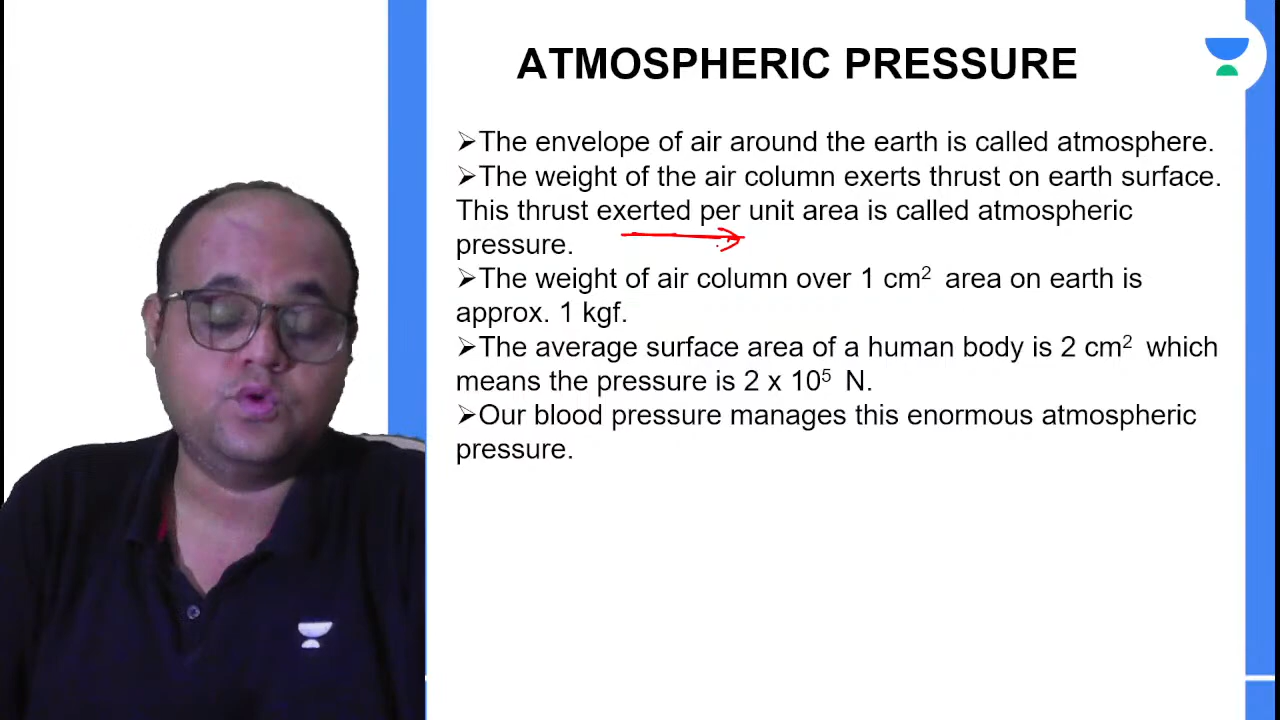 ATMOSPHERIC PRESSURE
➢The envelope of air around the earth is called atmosphere.
➢The weight of the air column exerts thrust on earth surface.
This thrust exerted per unit area is called atmospheric
pressure.
➢The weight of air column over 1 cm² area on earth is
approx. 1 kgf.
➢The average surface area of a human body is 2 cm² which
means the pressure is 2 x 10⁵ N.
➢Our blood pressure manages this enormous atmospheric
pressure.